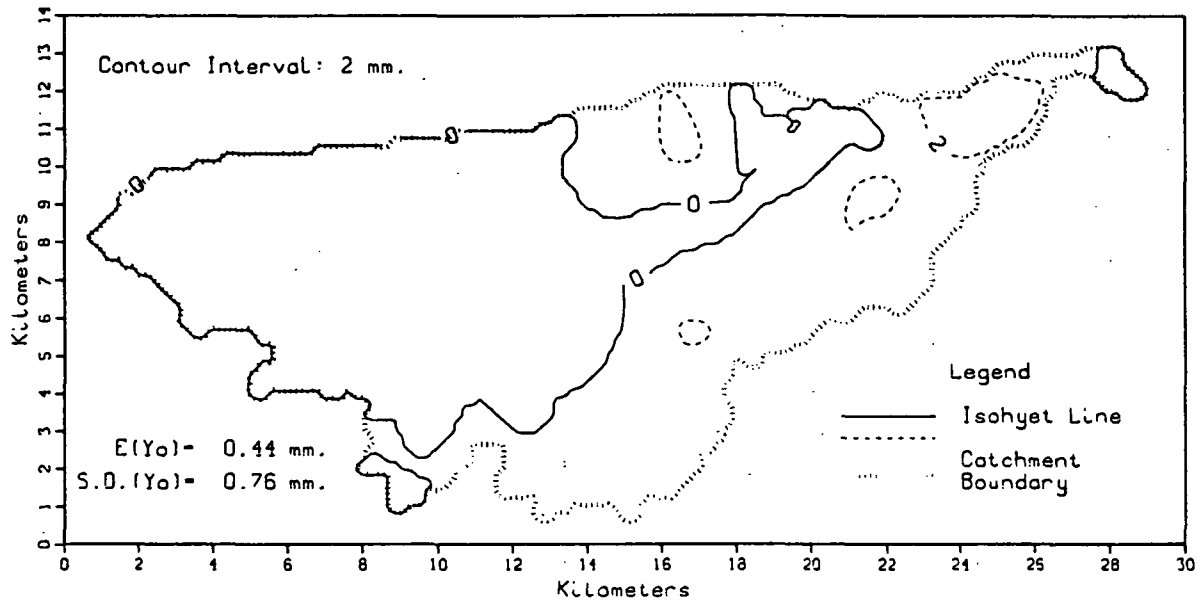 Contour Interval: 2 mm.
Kilometers
14
13
12
11
10
9
8
7
6
5
4
3
2
1
0
0
0
0
0
2
E(Yo)= 0.44 mm.
S.D.(Yo)= 0.76 mm.
Legend
Isohyet Line
Catchment
Boundary
0 2 4 6 8 10 12 14 16 18 20 22 24 26 28 30
Kilometers